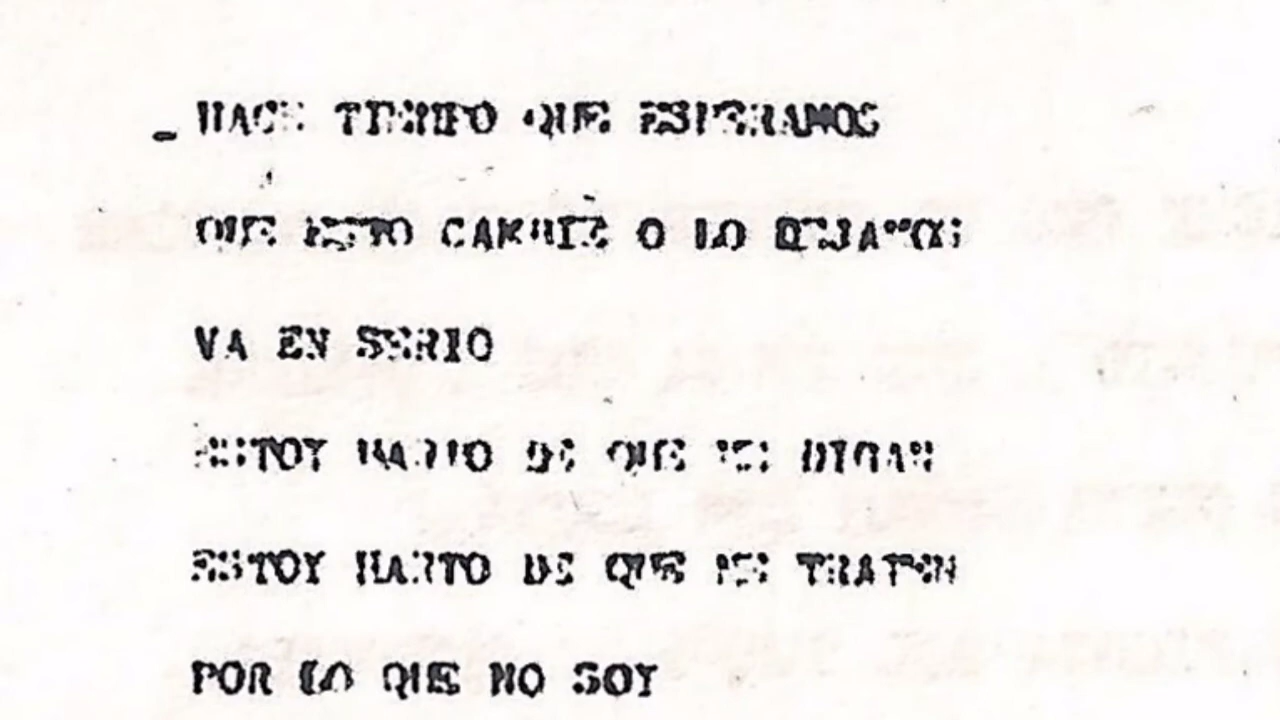 - HACE TIEMPO QUE ESPERAMOS
QUE ESTO CAMBIE O LO DEJAMOS
VA EN SERIO
ESTOY HARTO DE QUE ME DIGAN
ESTOY HARTO DE QUE ME TRATEN
POR LO QUE NO SOY